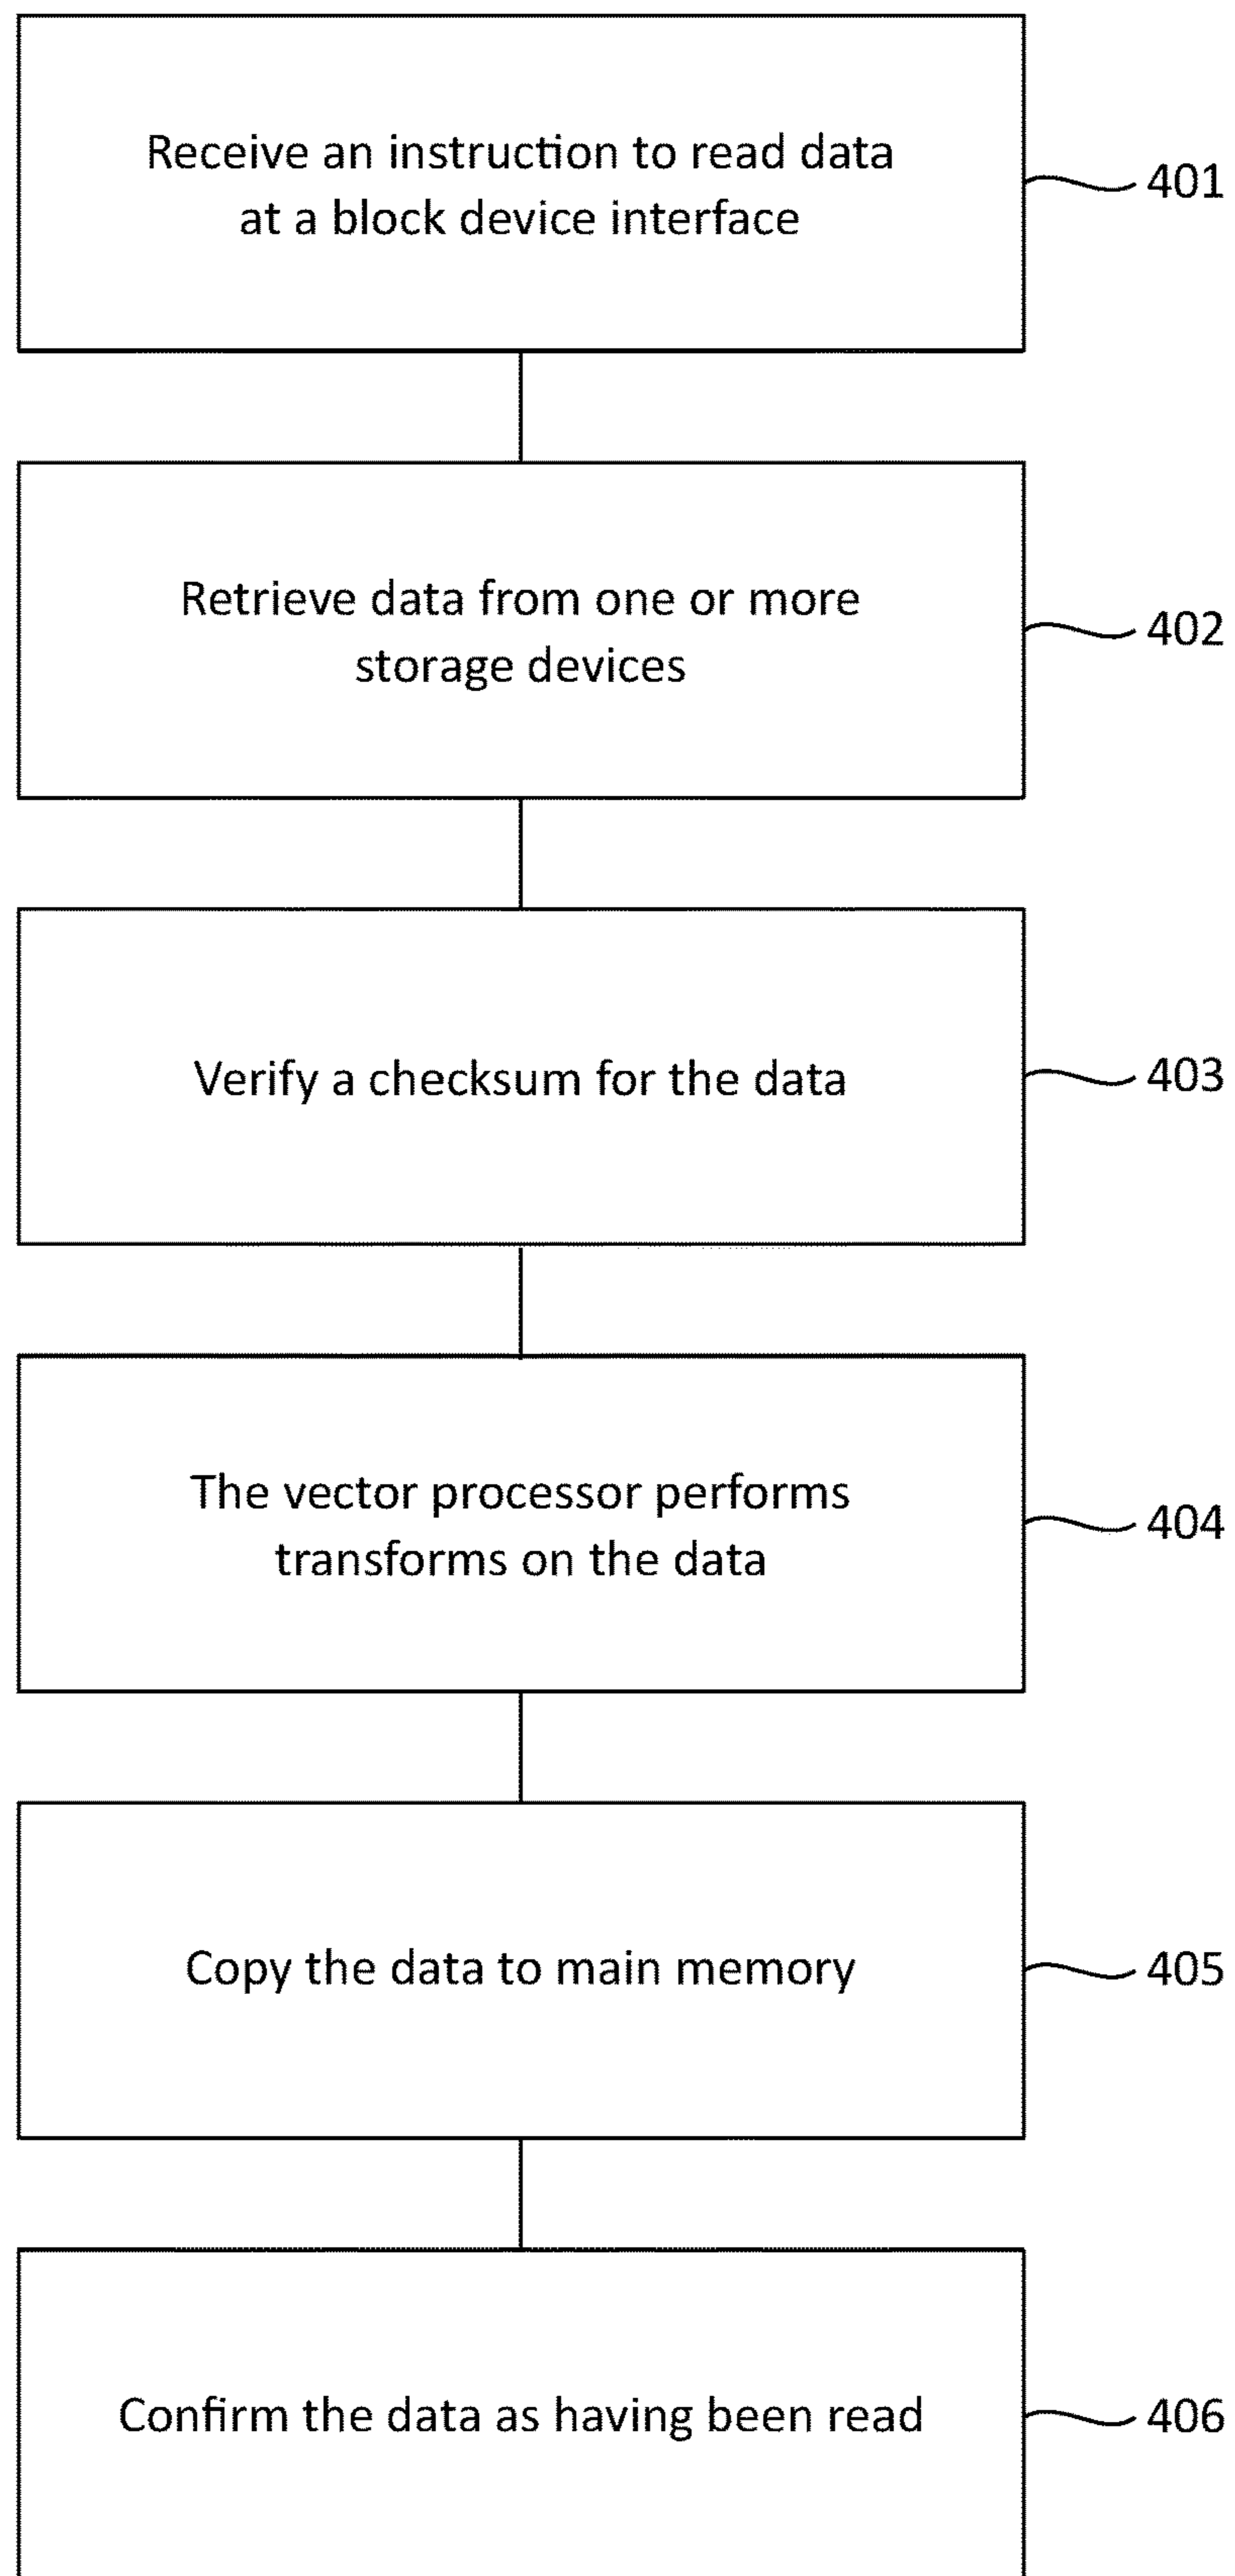 Receive an instruction to read data
at a block device interface
401
Retrieve data from one or more
storage devices
402
Verify a checksum for the data
403
The vector processor performs
transforms on the data
404
Copy the data to main memory
405
Confirm the data as having been read
406